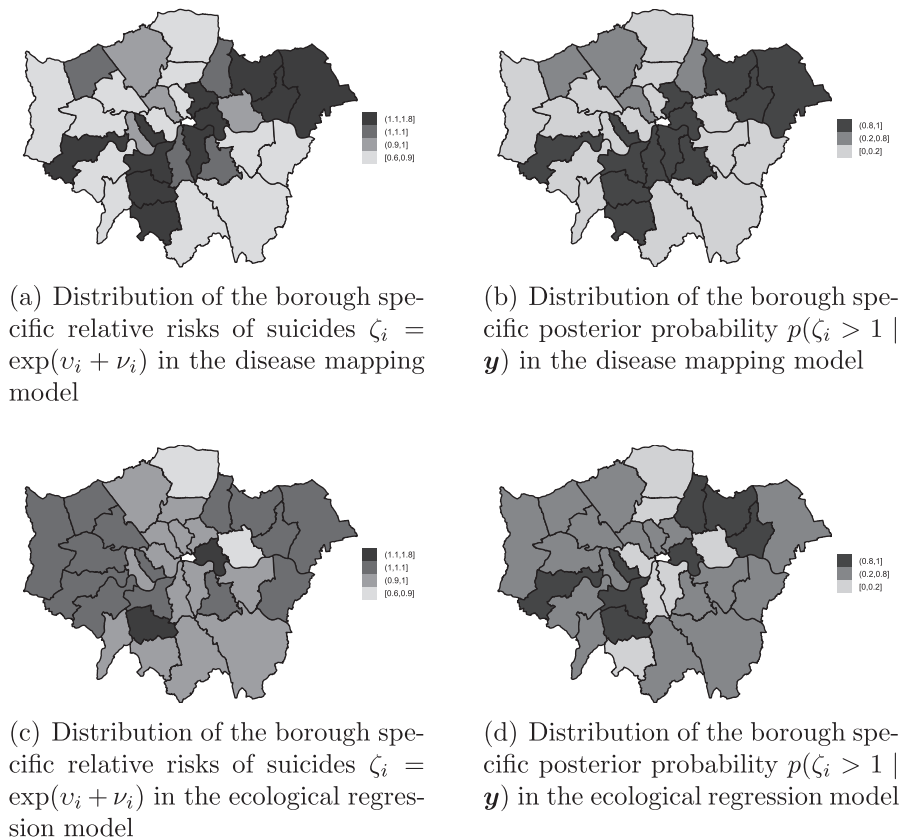 (1.1,1.8]
(1,1.1]
(0.9,1]
[0.6,0.9]
(0.8,1]
(0.2,0.8]
[0,0.2]
(a) Distribution of the borough spe-
cific relative risks of suicides ζi =
exp(υi + νi) in the disease mapping
model
(b) Distribution of the borough spe-
cific posterior probability p(ζi > 1 |
y) in the disease mapping model
(1.1,1.8]
(1,1.1]
(0.9,1]
[0.6,0.9]
(0.8,1]
(0.2,0.8]
[0,0.2]
(c) Distribution of the borough spe-
cific relative risks of suicides ζi =
exp(υi + νi) in the ecological regres-
sion model
(d) Distribution of the borough spe-
cific posterior probability p(ζi > 1 |
y) in the ecological regression model